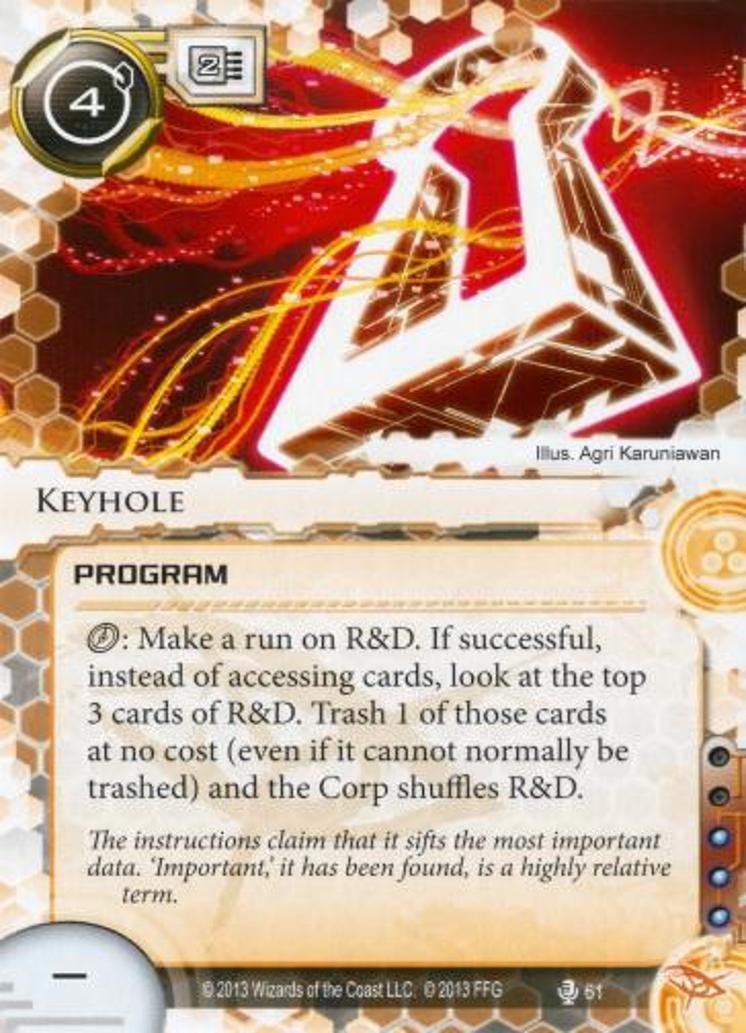 4
2
Illus. Agri Karuniawan
KEYHOLE
PROGRAM
: Make a run on R&D. If successful,
instead of accessing cards, look at the top
3 cards of R&D. Trash 1 of those cards
at no cost (even if it cannot normally be
trashed) and the Corp shuffles R&D.
The instructions claim that it sifts the most important
data. ‘Important,’ it has been found, is a highly relative
term.
–
© 2013 Wizards of the Coast LLC. © 2013 FFG
61